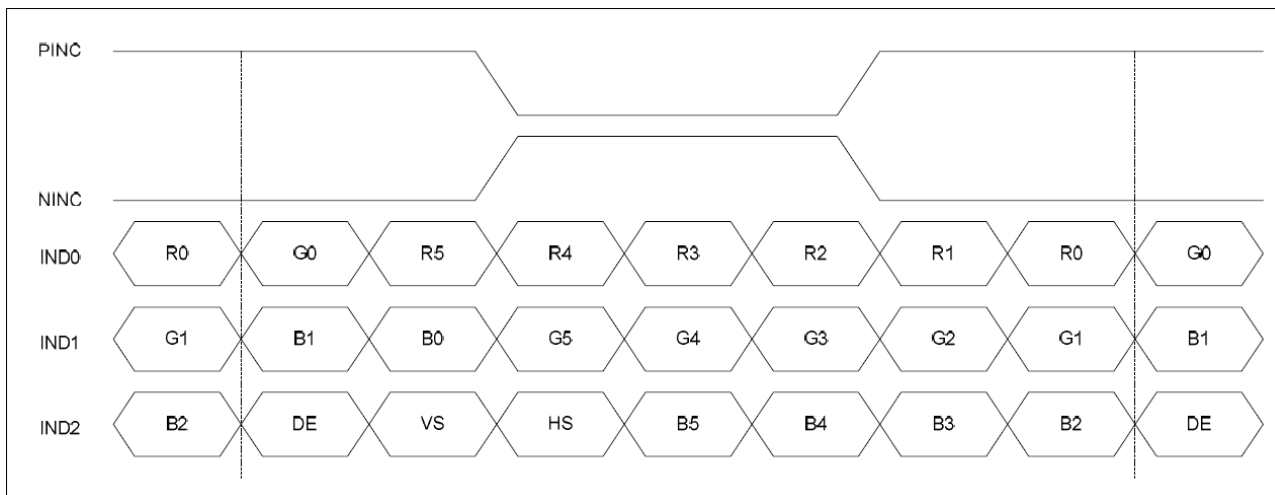 PINC
NINC
IND0 R0 G0 R5 R4 R3 R2 R1 R0 G0
IND1 G1 B1 B0 G5 G4 G3 G2 G1 B1
IND2 B2 DE VS HS B5 B4 B3 B2 DE